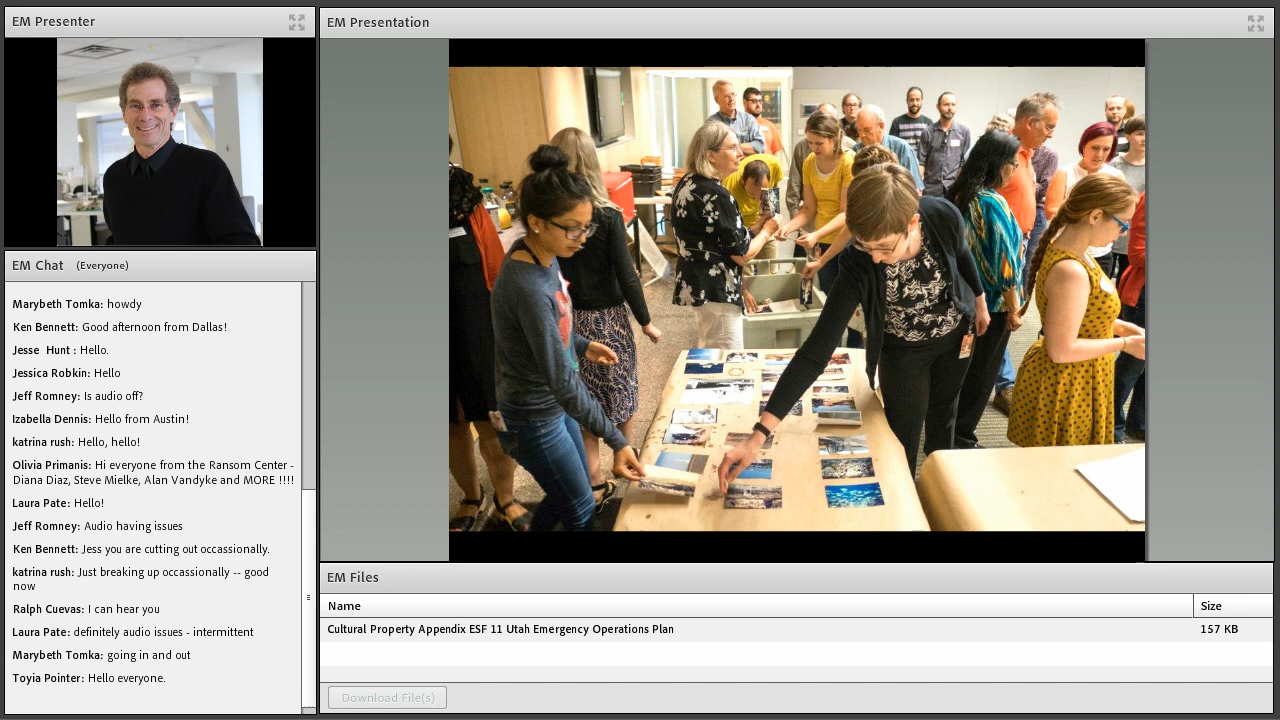 EM Presenter
EM Chat (Everyone)
Marybeth Tomka: howdy
Ken Bennett: Good afternoon from Dallas!
Jesse Hunt : Hello.
Jessica Robkin: Hello
Jeff Romney: Is audio off?
Izabella Dennis: Hello from Austin!
katrina rush: Hello, hello!
Olivia Primanis: Hi everyone from the Ransom Center -
Diana Diaz, Steve Mielke, Alan Vandyke and MORE !!!!
Laura Pate: Hello!
Jeff Romney: Audio having issues
Ken Bennett: Jess you are cutting out occassionally.
katrina rush: Just breaking up occassionally -- good
now
Ralph Cuevas: I can hear you
Laura Pate: definitely audio issues - intermittent
Marybeth Tomka: going in and out
Toyia Pointer: Hello everyone.
EM Presentation
EM Files
Name Size
Cultural Property Appendix ESF 11 Utah Emergency Operations Plan 157 KB
Download File(s)